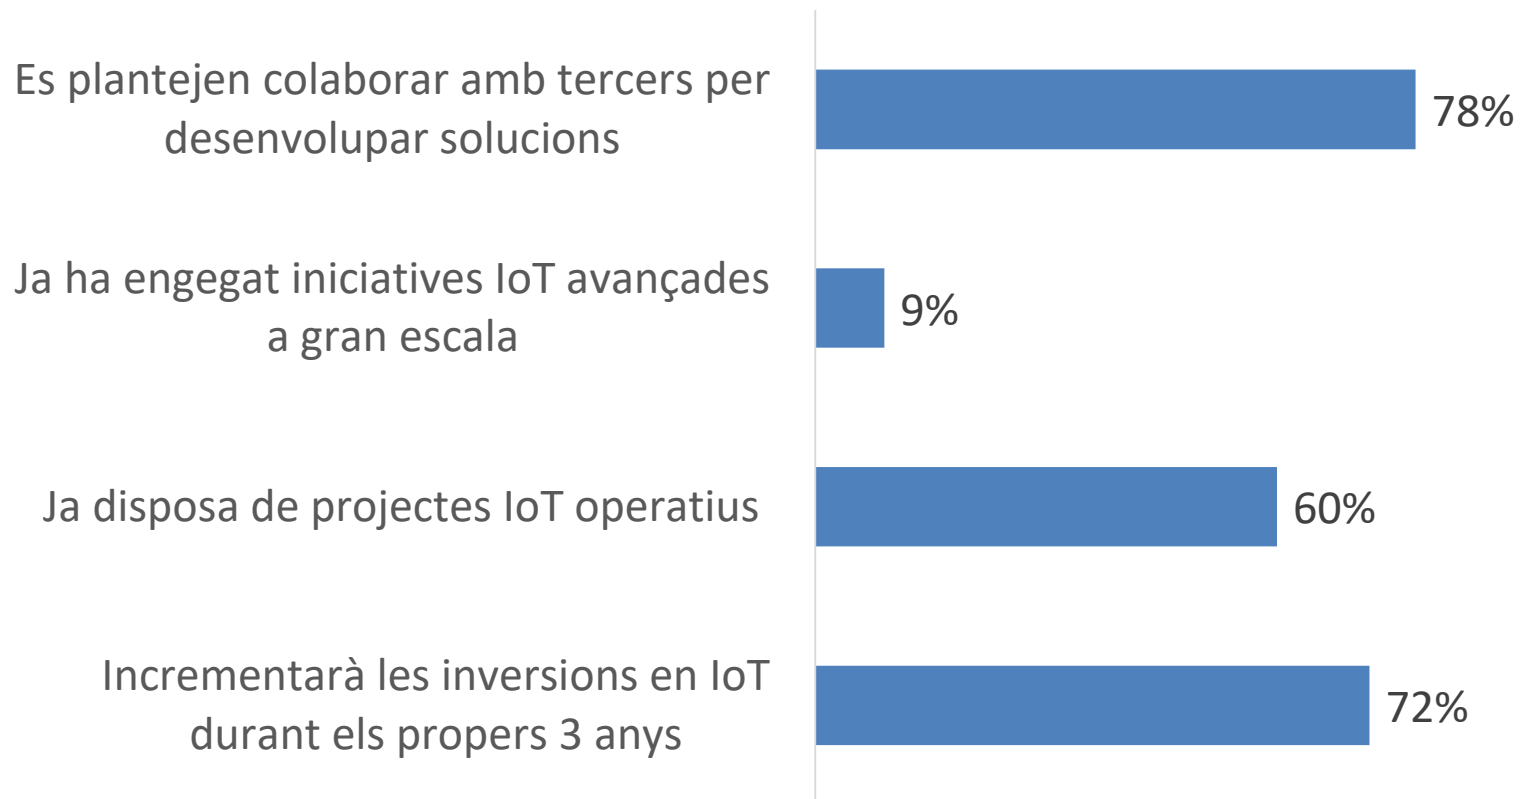 Es plantejen colaborar amb tercers per
desenvolupar solucions
78%
Ja ha engegat iniciatives IoT avançades
a gran escala
9%
Ja disposa de projectes IoT operatius
60%
Incrementarà les inversions en IoT
durant els propers 3 anys
72%